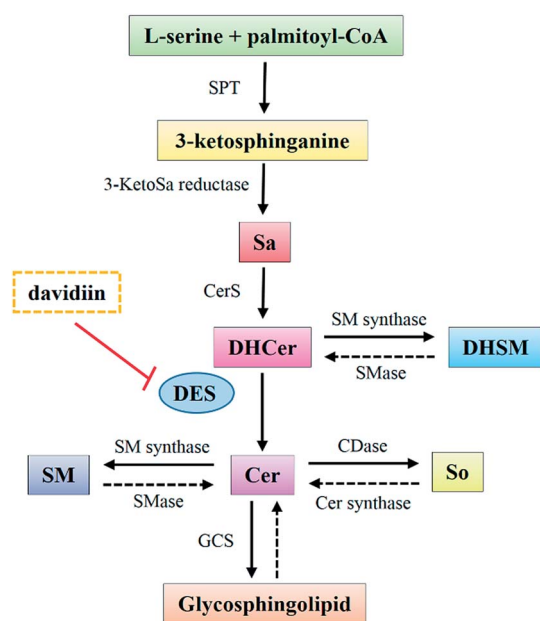 L-serine + palmitoyl-CoA
SPT
3-ketosphinganine
3-KetoSa reductase
Sa
davidiin
CerS
DHCer
SM synthase
SMase
DHSM
DES
SM
SM synthase
SMase
Cer
CDase
Cer synthase
So
GCS
Glycosphingolipid